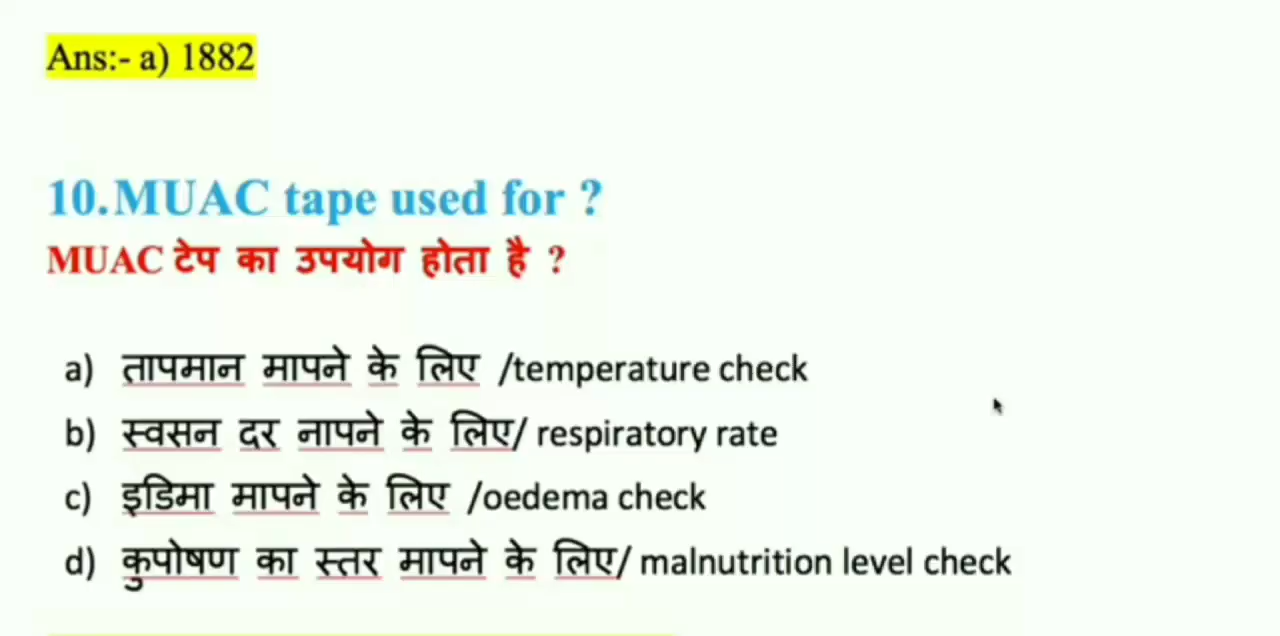 Ans:- a) 1882
10.MUAC tape used for ?
MUAC टेप का उपयोग होता है ?
a) तापमान मापने के लिए /temperature check
b) स्वसन दर नापने के लिए/ respiratory rate
c) इडिमा मापने के लिए /oedema check
d) कुपोषण का स्तर मापने के लिए/ malnutrition level check